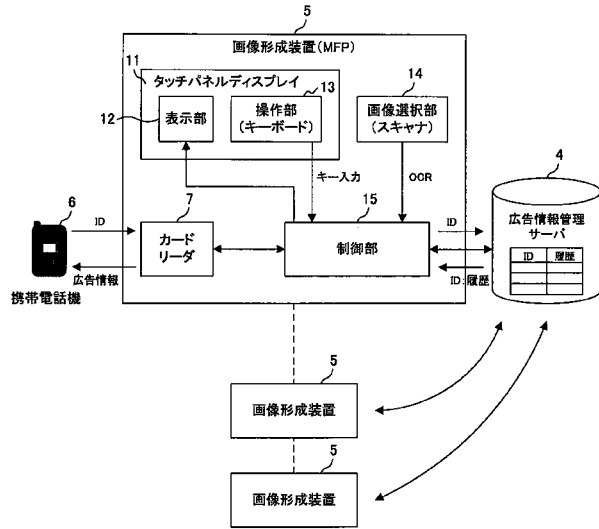 5
画像形成装置(MFP)
11
タッチパネルディスプレイ
12
表示部
13
操作部
(キーボード)
14
画像選択部
(スキャナ)
キー入力
OCR
4
広告情報管理
サーバ
ID 履歴
6
ID
広告情報
携帯電話機
7
カード
リーダ
15
制御部
ID
ID:履歴
5
画像形成装置
5
画像形成装置